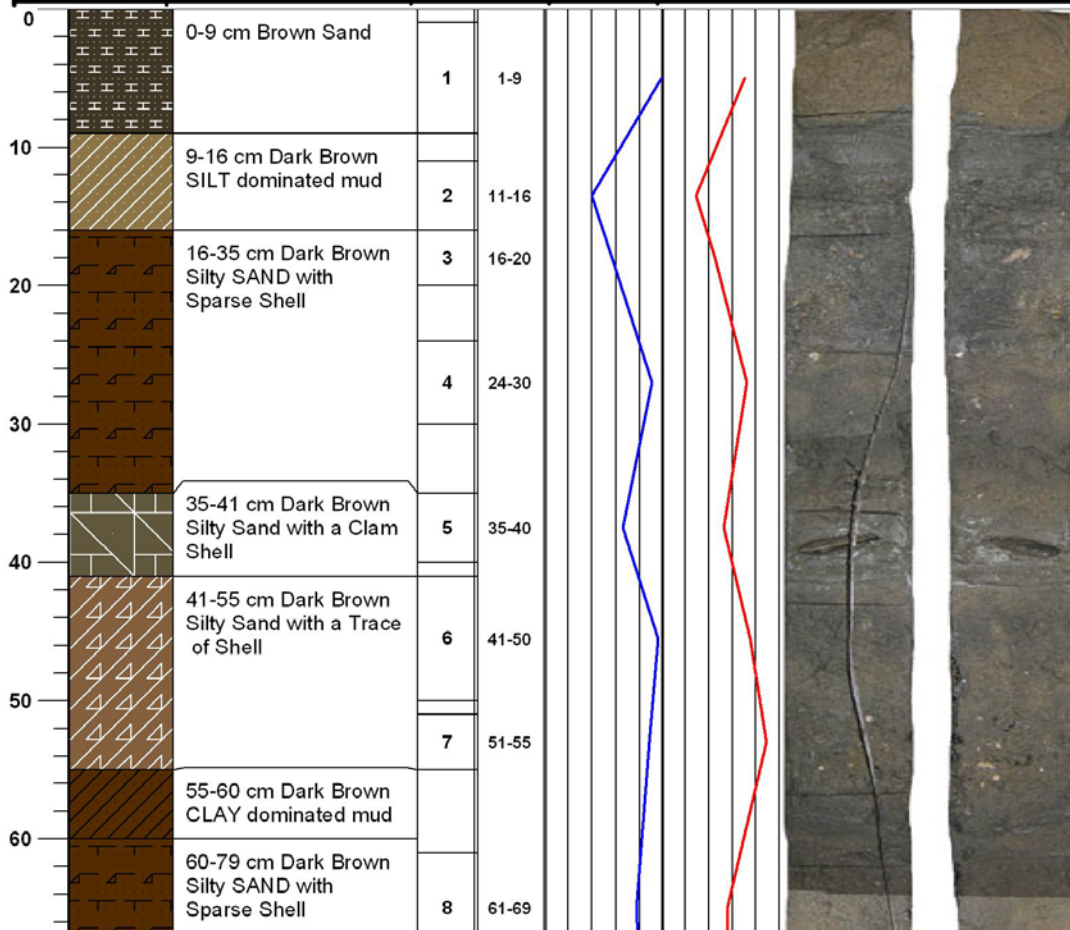 0
0-9 cm Brown Sand
1 1-9
10
9-16 cm Dark Brown
SILT dominated mud
2 11-16
16-35 cm Dark Brown
Silty SAND with
Sparse Shell
3 16-20
20
4 24-30
30
35-41 cm Dark Brown
Silty Sand with a Clam
Shell
5 35-40
40
41-55 cm Dark Brown
Silty Sand with a Trace
of Shell
6 41-50
50
7 51-55
55-60 cm Dark Brown
CLAY dominated mud
60
60-79 cm Dark Brown
Silty SAND with
Sparse Shell
8 61-69